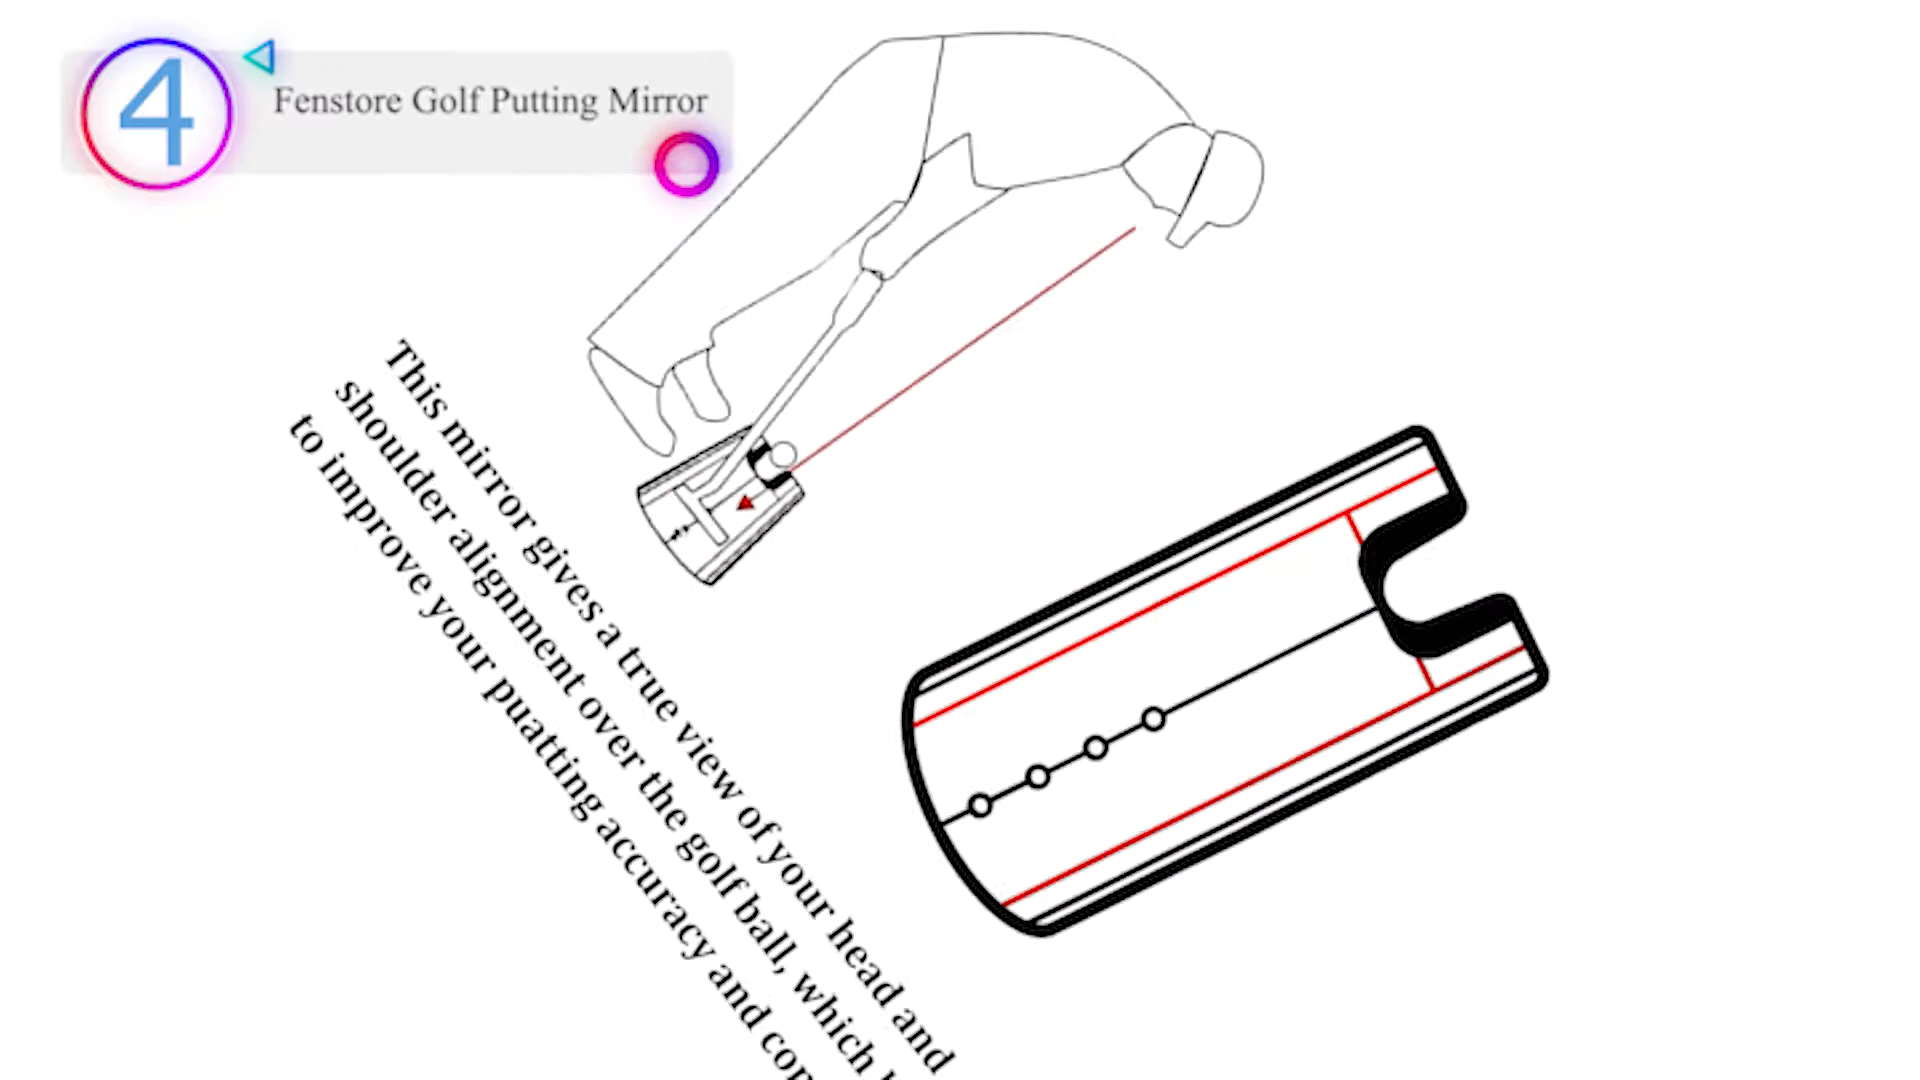 4
Fenstore Golf Putting Mirror
This mirror gives a true view of your head and
shoulder alignment over the golf ball, which
to improve your puatting accuracy and